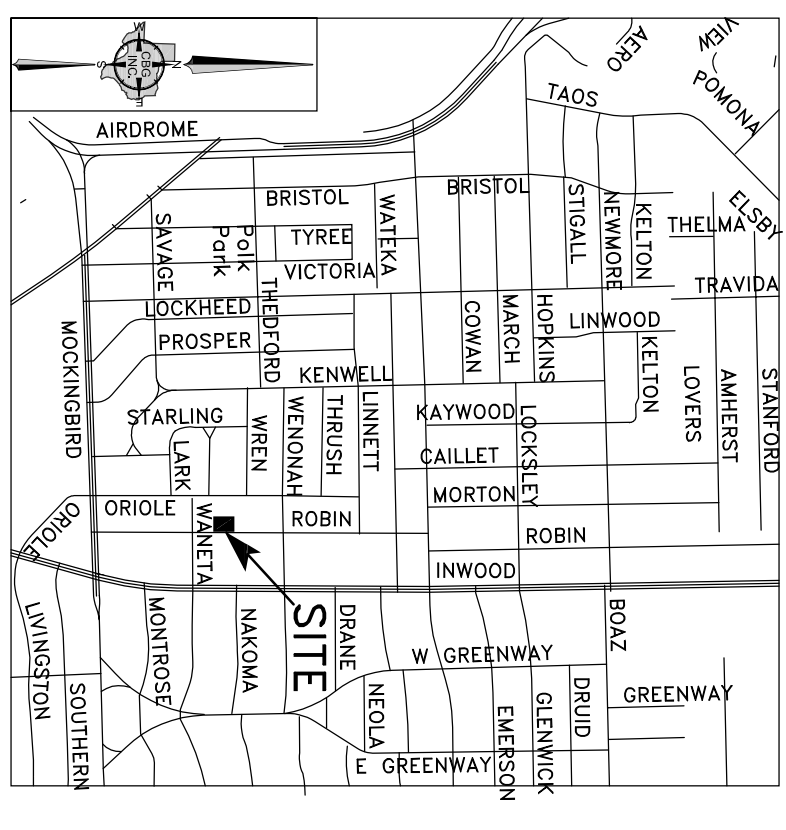 W
S
CBG
INC.
N
E
AERO
VIEW
POMONA
TAOS
AIRDROME
BRISTOL
BRISTOL
WATEKA
SAVAGE
Polk
Park
TYREE
VICTORIA
STIGALL
NEWMORE
KELTON
THELMA
ELSBY
TRAVIDA
LOCKHEED
THEDFORD
PROSPER
KENWELL
COWAN
MARCH
HOPKINS
LINWOOD
KELTON
LOVERS
AMHERST
STANFORD
MOCKINGBIRD
STARLING
LARK
WREN
WENONAH
THRUSH
LINNETT
KAYWOOD
LOCKSLEY
CAILLET
MORTON
ORIOLE
ORIOLE
WANETA
ROBIN
ROBIN
INWOOD
SITE
LIVINGSTON
SOUTHERN
MONTROSE
NAKOMA
DRANE
W GREENWAY
BOAZ
NEOLA
EMERSON
GLENWICK
DRUID
GREENWAY
E GREENWAY